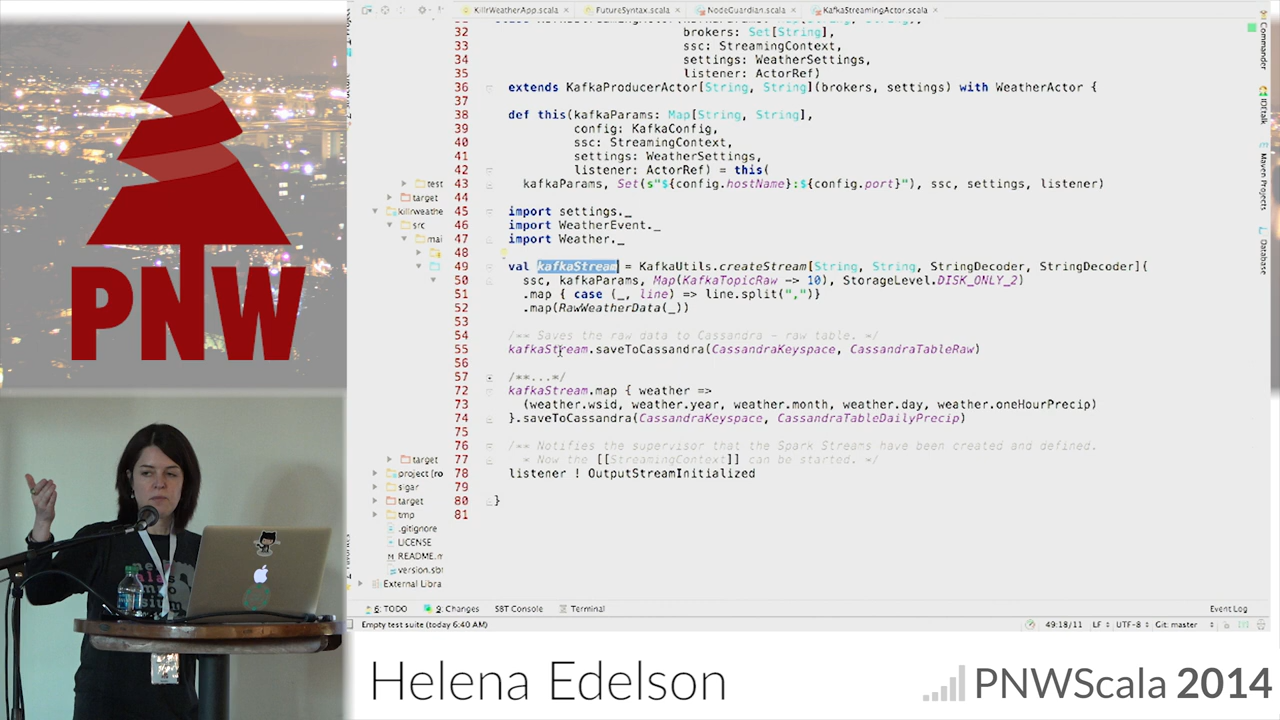 KillrWeatherApp.scala
FutureSyntax.scala
NodeGuardian.scala
KafkaStreamingActor.scala
32 brokers: Set[String],
33 ssc: StreamingContext,
34 settings: WeatherSettings,
35 listener: ActorRef)
36 extends KafkaProducerActor[String, String](brokers, settings) with WeatherActor {
37
38 def this(kafkaParams: Map[String, String],
39 config: KafkaConfig,
40 ssc: StreamingContext,
41 settings: WeatherSettings,
42 listener: ActorRef) = this(
43 kafkaParams, Set(s"${config.hostName}:${config.port}"), ssc, settings, listener)
44
45 import settings._
46 import WeatherEvent._
47 import Weather._
48
49 val kafkaStream = KafkaUtils.createStream[String, String, StringDecoder, StringDecoder](
50 ssc, kafkaParams, Map(KafkaTopicRaw -> 10), StorageLevel.DISK_ONLY_2)
51 .map { case (_, line) => line.split(",")}
52 .map(RawWeatherData(_))
53
54 /** Saves the raw data to Cassandra - raw table. */
55 kafkaStream.saveToCassandra(CassandraKeyspace, CassandraTableRaw)
56
57 /**...*/
72 kafkaStream.map { weather =>
73 (weather.wsid, weather.year, weather.month, weather.day, weather.oneHourPrecip)
74 }.saveToCassandra(CassandraKeyspace, CassandraTableDailyPrecip)
75
76 /** Notifies the supervisor that the Spark Streams have been created and defined.
77 * Now the [[StreamingContext]] can be started. */
78 listener ! OutputStreamInitialized
79
80 }
81
test
target
killrweathe
src
mai
target
project [ro
sigar
target
tmp
.gitignore
LICENSE
README.m
version.sbt
External Libra
Commander
IDEtalk
Maven Projects
Database
6: TODO
9: Changes
SBT Console
Terminal
Event Log
Empty test suite (today 6:40 AM)
49:18/11
LF
UTF-8
Git: master
PNW
Helena Edelson
PNWScala 2014